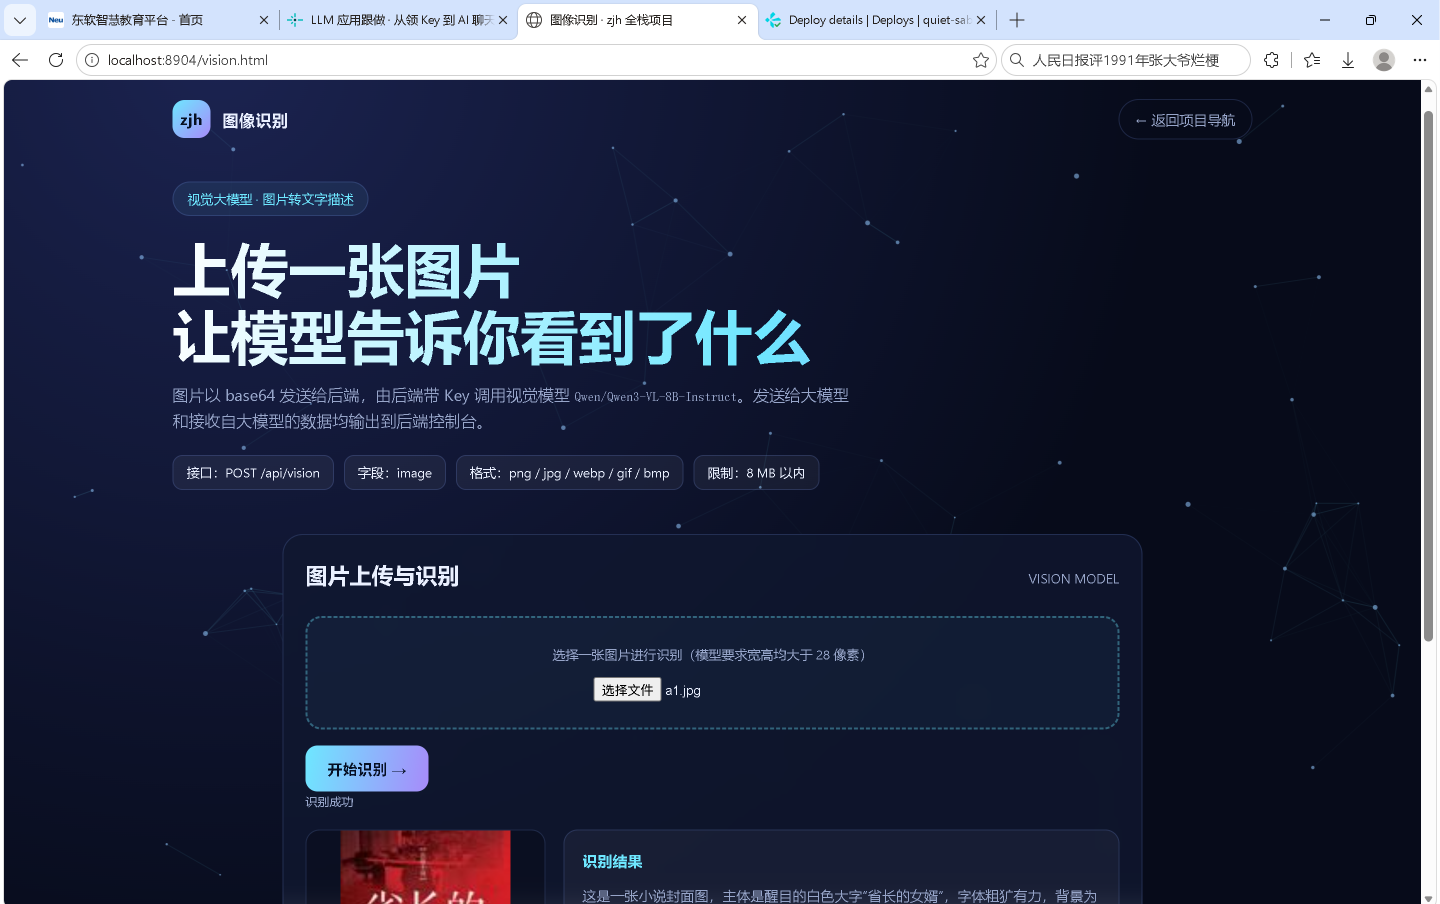 东软智慧教育平台 - 首页
LLM 应用跟做 · 从领 Key 到 AI 聊天
图像识别 · zjh 全栈项目
Deploy details | Deploys | quiet-sab
localhost:8904/vision.html
人民日报评1991年张大爷烂梗
zjh 图像识别
← 返回项目导航
视觉大模型 · 图片转文字描述
上传一张图片
让模型告诉你看到了什么
图片以 base64 发送给后端，由后端带 Key 调用视觉模型 Qwen/Qwen3-VL-8B-Instruct。发送给大模型
和接收自大模型的数据均输出到后端控制台。
接口：POST /api/vision
字段：image
格式：png / jpg / webp / gif / bmp
限制：8 MB 以内
图片上传与识别
VISION MODEL
选择一张图片进行识别（模型要求宽高均大于 28 像素）
选择文件 a1.jpg
开始识别 →
识别成功
省长的
识别结果
这是一张小说封面图，主体是醒目的白色大字“省长的女婿”，字体粗犷有力，背景为